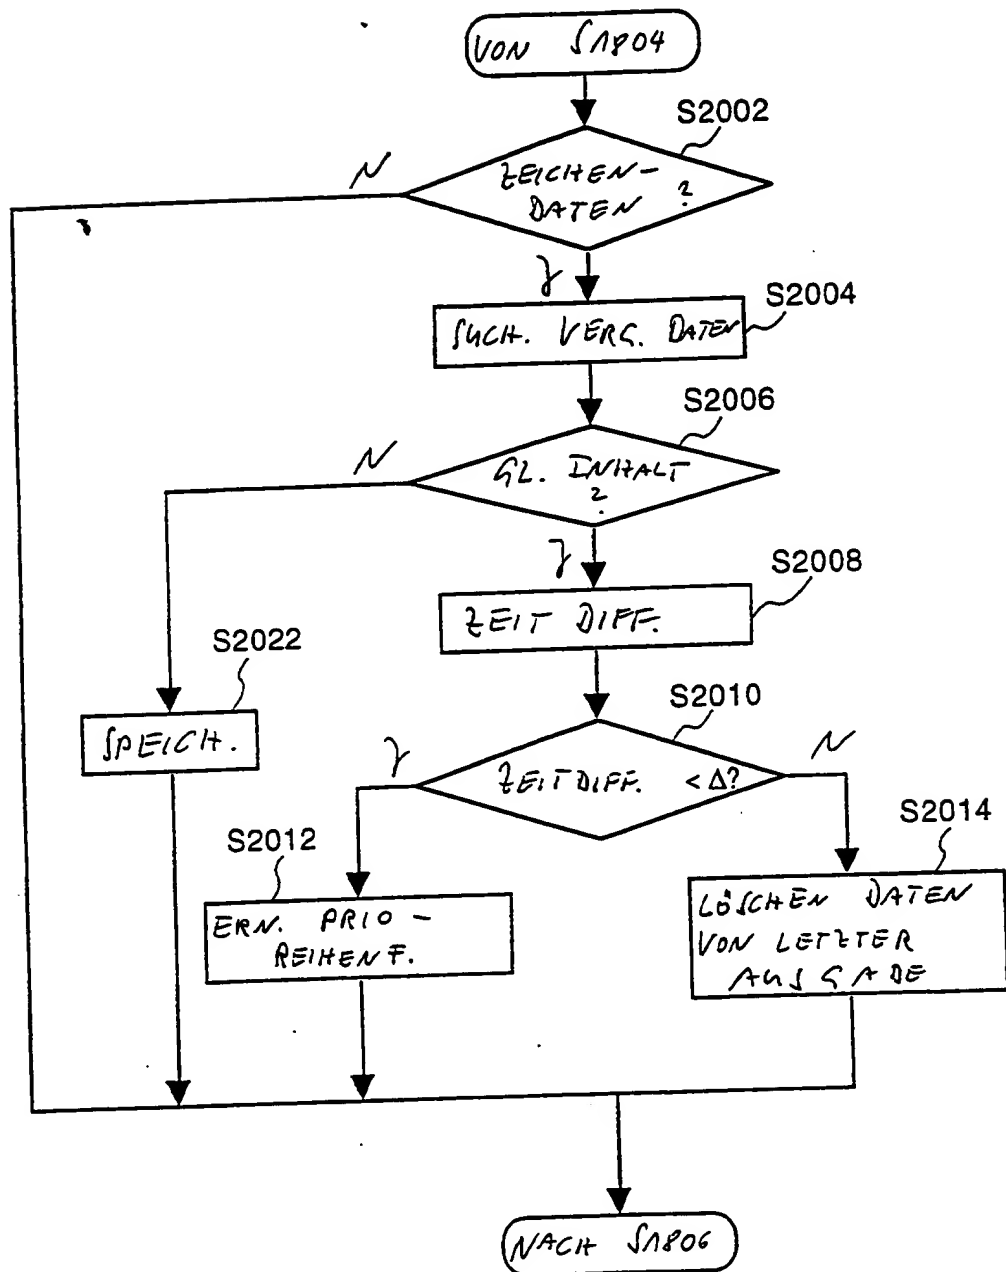 VON S1804
S2002
N
ZEICHEN-
DATEN ?
J
S2004
SUCH. VERG. DATEN
S2006
N
GL. INHALT
?
J
S2008
ZEIT DIFF.
S2022
SPEICH.
S2010
J
N
ZEITDIFF. < Δ?
S2012
S2014
ERN. PRIO-
REIHENF.
LÖSCHEN DATEN
VON LETZTER
AUSGABE
NACH S1806